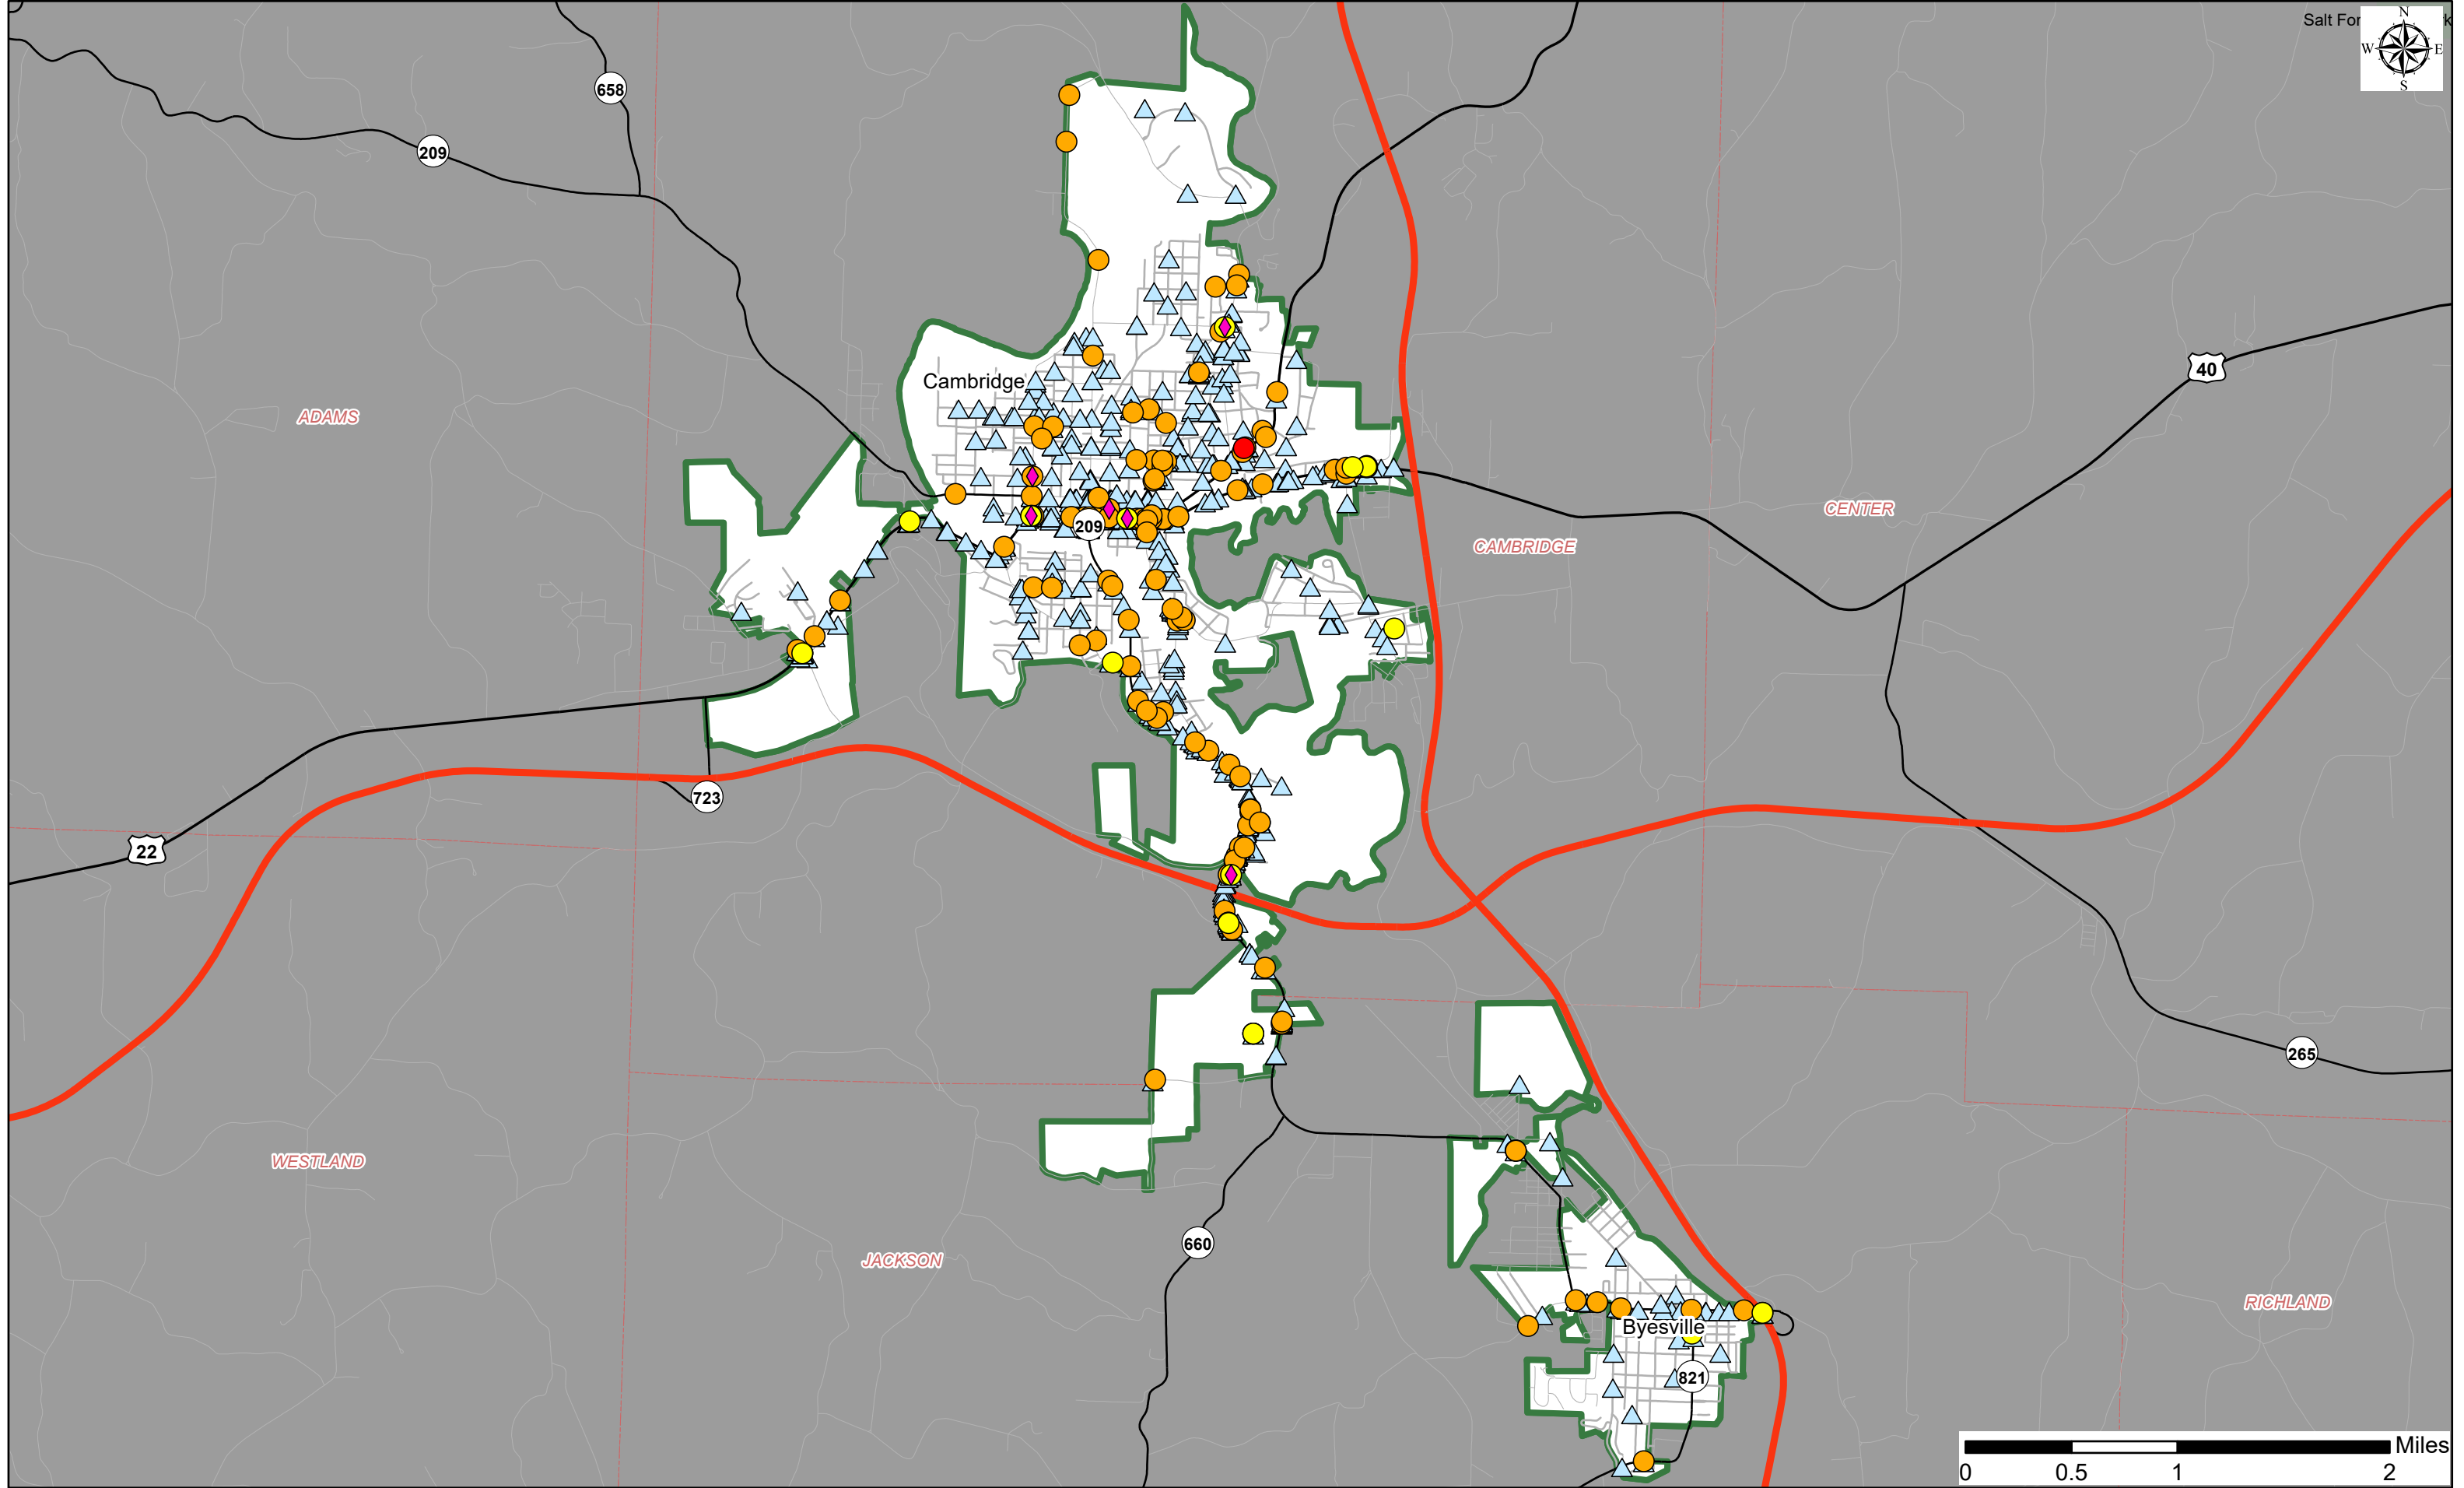 Salt For
k
N
W
E
S
658
209
40
ADAMS
Cambridge
CENTER
209
CAMBRIDGE
723
22
265
WESTLAND
660
JACKSON
RICHLAND
Byesville
821
Miles
0 0.5 1 2